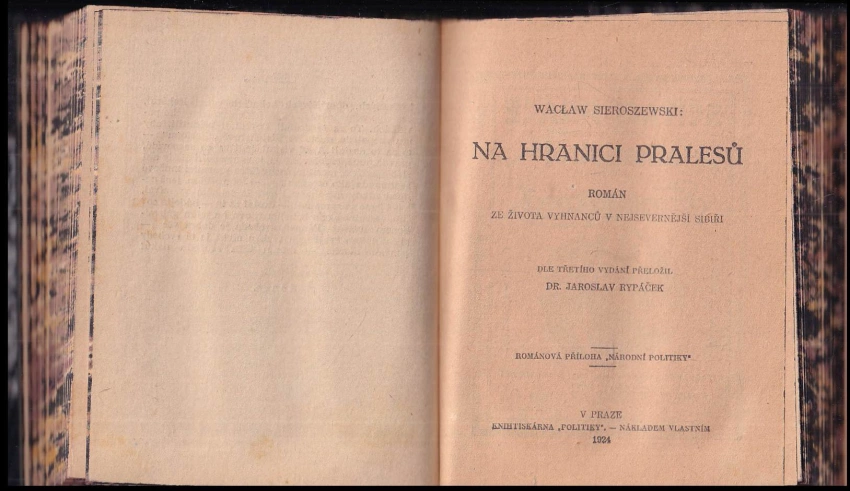 WACŁAW SIEROSZEWSKI:
NA HRANICI PRALESŮ
ROMÁN
ZE ŽIVOTA VYHNANCŮ V NEJSEVERNĚJŠÍ SIBIŘI
DLE TŘETÍHO VYDÁNÍ PŘELOŽIL
DR. JAROSLAV RYPÁČEK
ROMÁNOVÁ PŘÍLOHA „NÁRODNÍ POLITIKY“
V PRAZE
KNIHTISKÁRNA „POLITIKY“. — NÁKLADEM VLASTNÍM
1924